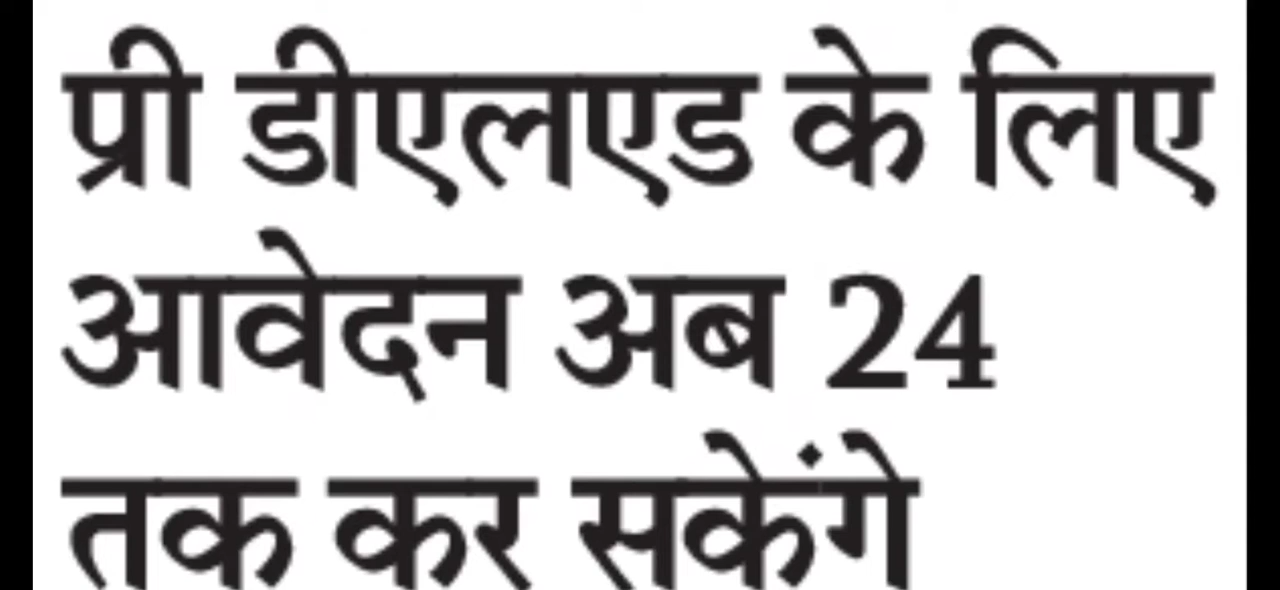 प्री डीएलएड के लिए
आवेदन अब 24
तक कर सकेंगे